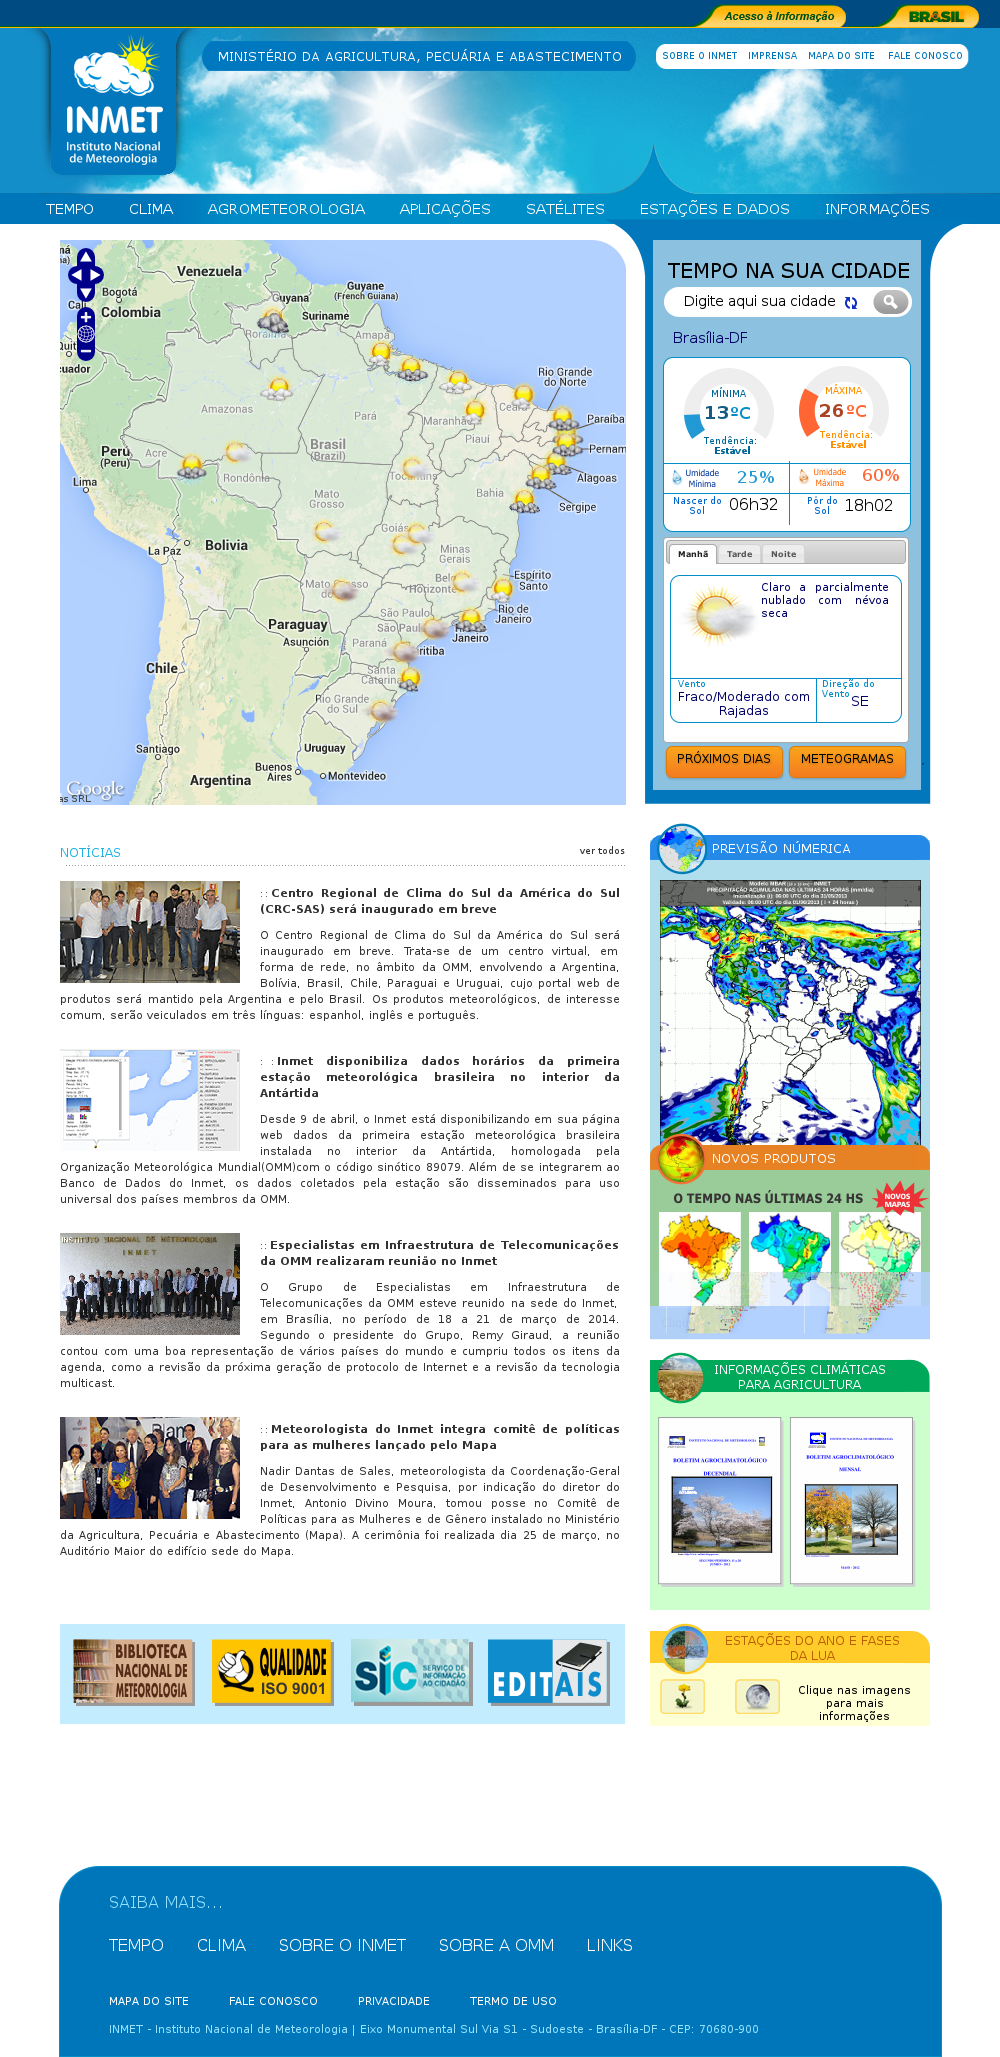 Acesso à Informação
BRASIL
INMET
Instituto Nacional
de Meteorologia
MINISTÉRIO DA AGRICULTURA, PECUÁRIA E ABASTECIMENTO
SOBRE O INMET IMPRENSA MAPA DO SITE FALE CONOSCO
TEMPO CLIMA AGROMETEOROLOGIA APLICAÇÕES SATÉLITES ESTAÇÕES E DADOS INFORMAÇÕES
Venezuela
Bogotá
Colombia
Guyana
Guyane
(French Guiana)
Suriname
Roraima
Amapá
Quit
cuador
Amazonas
Pará
Maranhão
Ceará
Rio Grande
do Norte
Paraíba
Piauí
Pernam
Acre
Brasil
(Brazil)
Alagoas
Perú
(Peru)
Lima
Rondônia
Tocantins
Mato
Grosso
Bahia
Sergipe
La Paz
Bolivia
Goiás
Minas
Gerais
Mato Grosso
Belo
Horizonte
Espírito
Santo
São Paulo
São Paul
Rio de
Janeiro
Janeiro
Paraguay
Asunción
Paraná
ritiba
Santa
Catarina
Chile
Rio Grande
do Sul
Santiago
Uruguay
Buenos
Aires
Montevideo
Argentina
Google
as SRL
TEMPO NA SUA CIDADE
Digite aqui sua cidade
Brasília-DF
MÍNIMA
13ºC
Tendência:
Estável
MÁXIMA
26ºC
Tendência:
Estável
Umidade
Mínima
25%
Umidade
Máxima
60%
Nascer do
Sol
06h32
Pôr do
Sol
18h02
Manhã Tarde Noite
Claro a parcialmente
nublado com névoa
seca
Vento
Fraco/Moderado com
Rajadas
Direção do
Vento
SE
PRÓXIMOS DIAS METEOGRAMAS
NOTÍCIAS ver todos
::Centro Regional de Clima do Sul da América do Sul
(CRC-SAS) será inaugurado em breve
O Centro Regional de Clima do Sul da América do Sul será
inaugurado em breve. Trata-se de um centro virtual, em
forma de rede, no âmbito da OMM, envolvendo a Argentina,
Bolívia, Brasil, Chile, Paraguai e Uruguai, cujo portal web de
produtos será mantido pela Argentina e pelo Brasil. Os produtos meteorológicos, de interesse
comum, serão veiculados em três línguas: espanhol, inglês e português.
: :Inmet disponibiliza dados horários da primeira
estação meteorológica brasileira no interior da
Antártida
Desde 9 de abril, o Inmet está disponibilizando em sua página
web dados da primeira estação meteorológica brasileira
instalada no interior da Antártida, homologada pela
Organização Meteorológica Mundial(OMM)com o código sinótico 89079. Além de se integrarem ao
Banco de Dados do Inmet, os dados coletados pela estação são disseminados para uso
universal dos países membros da OMM.
INSTITUTO NACIONAL DE METEOROLOGIA
INMET
::Especialistas em Infraestrutura de Telecomunicações
da OMM realizaram reunião no Inmet
O Grupo de Especialistas em Infraestrutura de
Telecomunicações da OMM esteve reunido na sede do Inmet,
em Brasília, no período de 18 a 21 de março de 2014.
Segundo o presidente do Grupo, Remy Giraud, a reunião
contou com uma boa representação de vários países do mundo e cumpriu todos os itens da
agenda, como a revisão da próxima geração de protocolo de Internet e a revisão da tecnologia
multicast.
::Meteorologista do Inmet integra comitê de políticas
para as mulheres lançado pelo Mapa
Nadir Dantas de Sales, meteorologista da Coordenação-Geral
de Desenvolvimento e Pesquisa, por indicação do diretor do
Inmet, Antonio Divino Moura, tomou posse no Comitê de
Políticas para as Mulheres e de Gênero instalado no Ministério
da Agricultura, Pecuária e Abastecimento (Mapa). A cerimônia foi realizada dia 25 de março, no
Auditório Maior do edifício sede do Mapa.
PREVISÃO NÚMERICA
PRECIPITAÇÃO ACUMULADA NAS ÚLTIMAS 24 HORAS (mm/dia)
NOVOS PRODUTOS
O TEMPO NAS ÚLTIMAS 24 HS
NOVOS
MAPAS
INFORMAÇÕES CLIMÁTICAS
PARA AGRICULTURA
INSTITUTO NACIONAL DE METEOROLOGIA
BOLETIM AGROCLIMATOLÓGICO
DECENDIAL
INSTITUTO NACIONAL DE METEOROLOGIA
BOLETIM AGROCLIMATOLÓGICO
MENSAL
ESTAÇÕES DO ANO E FASES
DA LUA
Clique nas imagens
para mais
informações
BIBLIOTECA
NACIONAL DE
METEOROLOGIA
QUALIDADE
ISO 9001
SIC
SERVIÇO DE
INFORMAÇÃO
AO CIDADÃO
EDITAIS
SAIBA MAIS...
TEMPO CLIMA SOBRE O INMET SOBRE A OMM LINKS
MAPA DO SITE FALE CONOSCO PRIVACIDADE TERMO DE USO
INMET - Instituto Nacional de Meteorologia | Eixo Monumental Sul Via S1 - Sudoeste - Brasília-DF - CEP: 70680-900